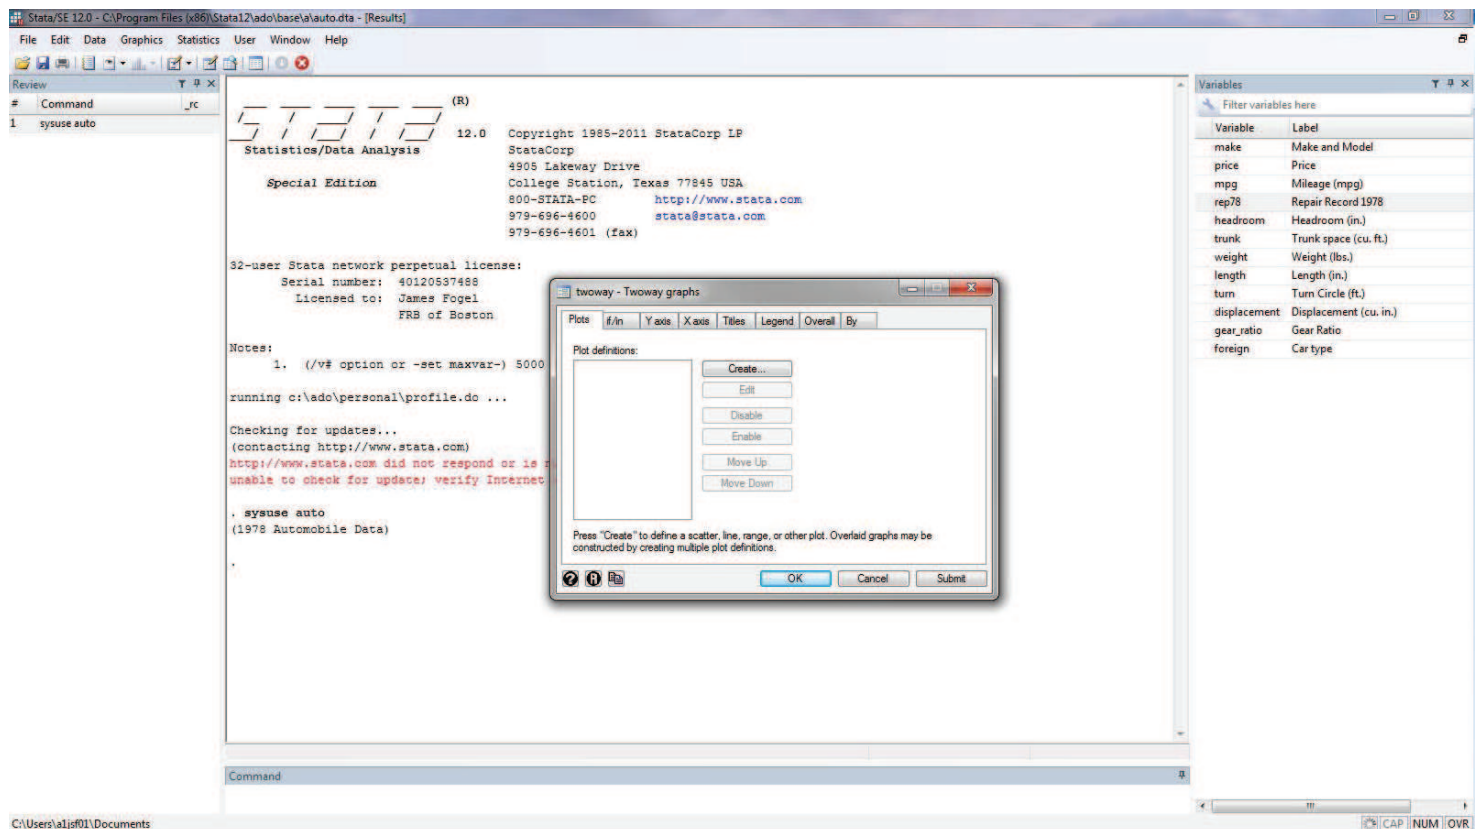 Stata/SE 12.0 - C:\Program Files (x86)\Stata12\ado\base\a\auto.dta - [Results]
File Edit Data Graphics Statistics User Window Help
Review
# Command _rc
1 sysuse auto
(R)
12.0 Copyright 1985-2011 StataCorp LP
Statistics/Data Analysis StataCorp
4905 Lakeway Drive
Special Edition College Station, Texas 77845 USA
800-STATA-PC http://www.stata.com
979-696-4600 stata@stata.com
979-696-4601 (fax)
32-user Stata network perpetual license:
Serial number: 40120537488
Licensed to: James Fogel
FRB of Boston
Notes:
1. (/v# option or -set maxvar-) 5000
running c:\ado\personal\profile.do ...
Checking for updates...
(contacting http://www.stata.com)
http://www.stata.com did not respond or is
unable to check for update; verify Internet
. sysuse auto
(1978 Automobile Data)
.
twoway - Twoway graphs
Plots if/in Y axis X axis Titles Legend Overall By
Plot definitions:
Create...
Edit
Disable
Enable
Move Up
Move Down
Press "Create" to define a scatter, line, range, or other plot. Overlaid graphs may be
constructed by creating multiple plot definitions.
OK Cancel Submit
Command
Variables
Filter variables here
Variable Label
make Make and Model
price Price
mpg Mileage (mpg)
rep78 Repair Record 1978
headroom Headroom (in.)
trunk Trunk space (cu. ft.)
weight Weight (lbs.)
length Length (in.)
turn Turn Circle (ft.)
displacement Displacement (cu. in.)
gear_ratio Gear Ratio
foreign Car type
C:\Users\a1jsf01\Documents
CAP NUM OVR